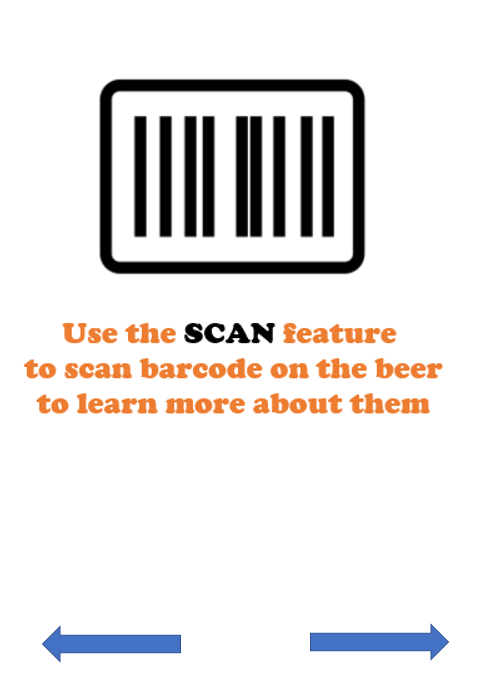 Use the SCAN feature
to scan barcode on the beer
to learn more about them